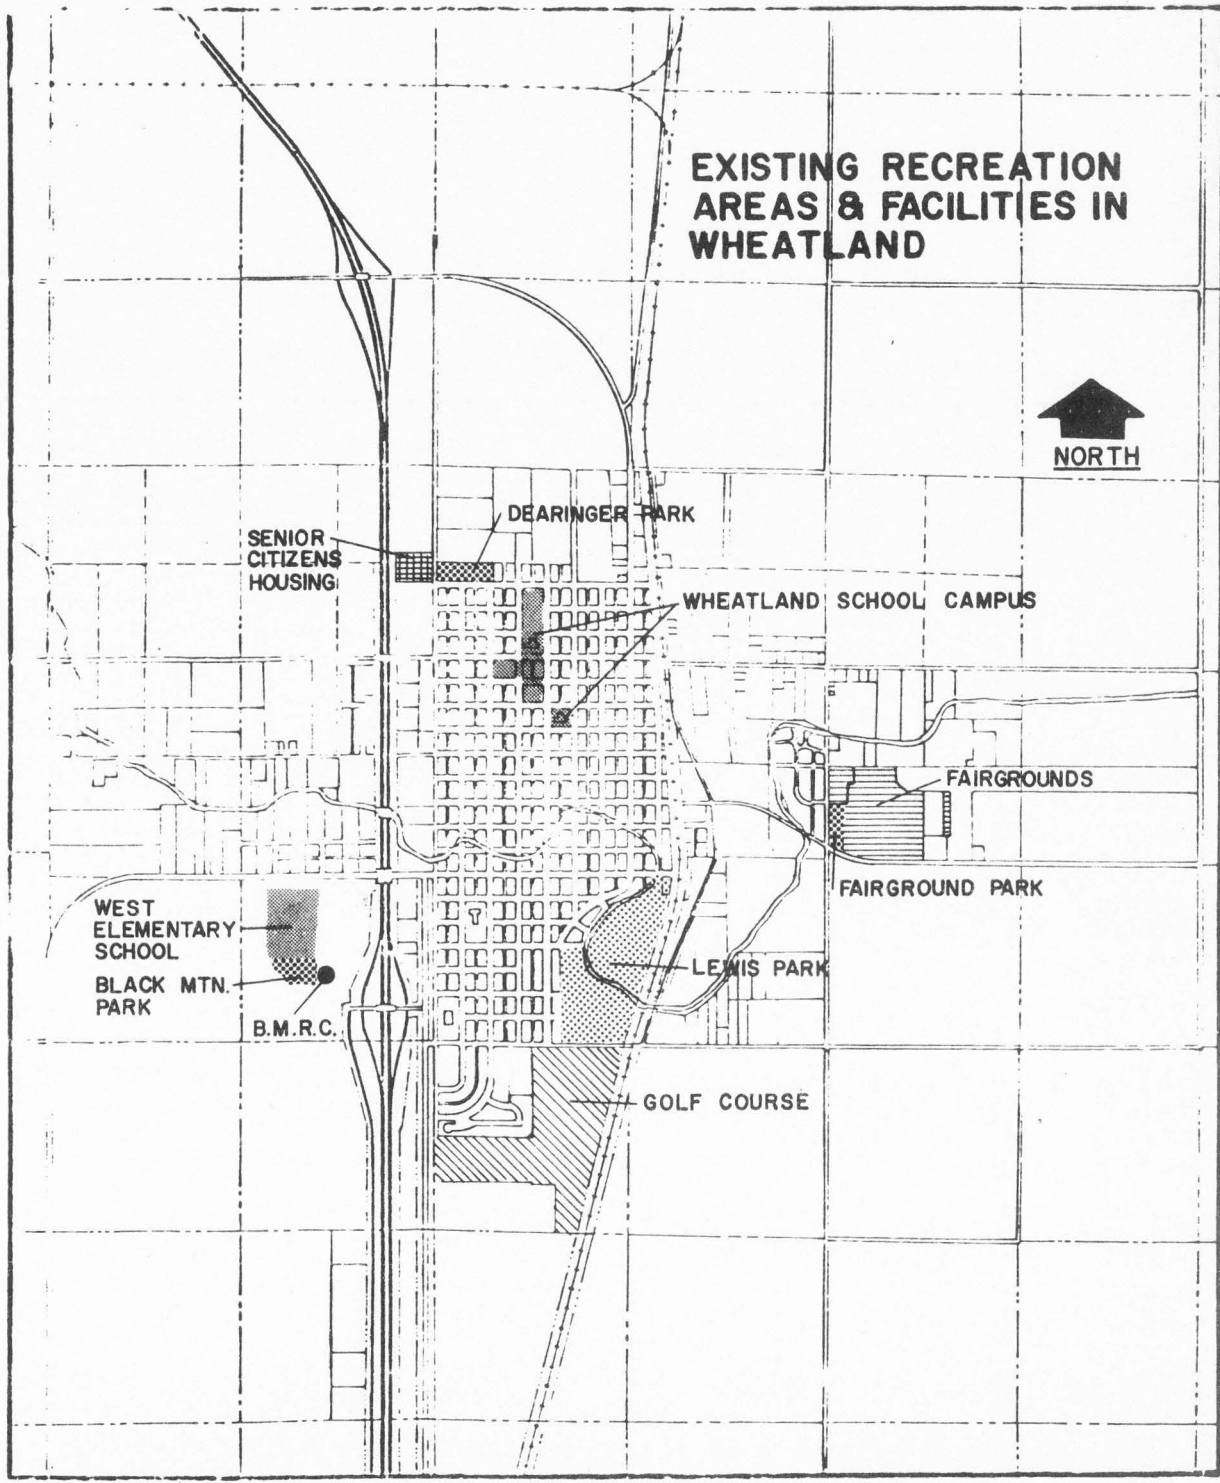 EXISTING RECREATION
AREAS & FACILITIES IN
WHEATLAND
NORTH
DEARINGER PARK
SENIOR
CITIZENS
HOUSING
WHEATLAND SCHOOL CAMPUS
FAIRGROUNDS
FAIRGROUND PARK
WEST
ELEMENTARY
SCHOOL
LEWIS PARK
BLACK MTN.
PARK
B.M.R.C.
GOLF COURSE